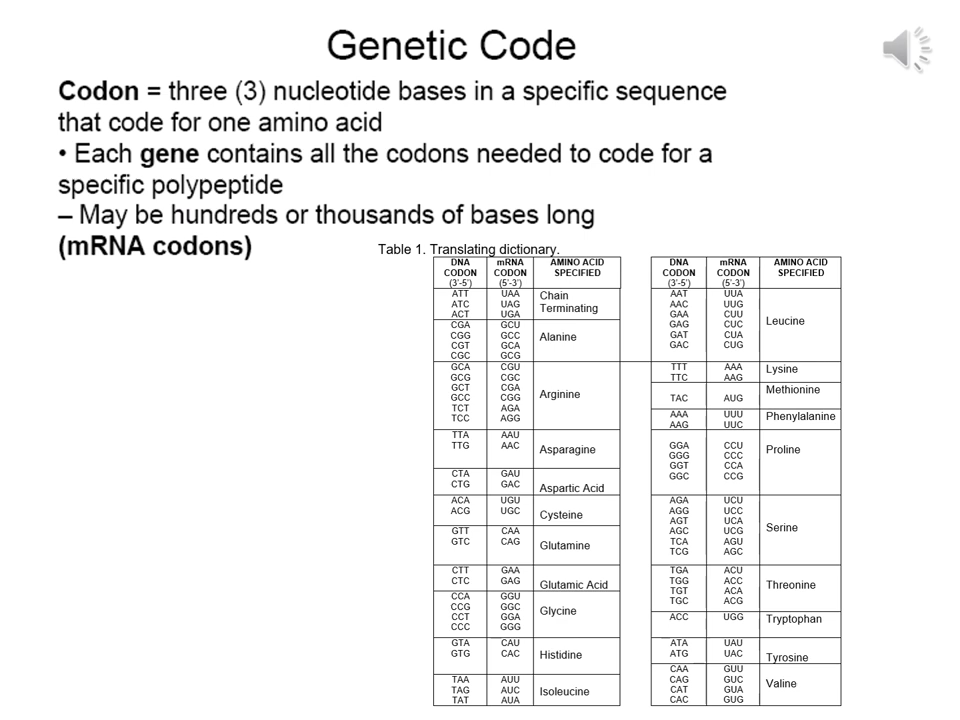 Genetic Code
Codon = three (3) nucleotide bases in a specific sequence
that code for one amino acid
• Each gene contains all the codons needed to code for a
specific polypeptide
– May be hundreds or thousands of bases long
(mRNA codons)
Table 1. Translating dictionary.
DNA CODON (3'-5') mRNA CODON (5'-3') AMINO ACID SPECIFIED
ATT UAA Chain
ATC UAG Terminating
ACT UGA
CGA GCU
CGG GCC Alanine
CGT GCA
CGC GCG
GCA CGU
GCG CGC
GCT CGA Arginine
GCC CGG
TCT AGA
TCC AGG
TTA AAU
TTG AAC Asparagine
CTA GAU
CTG GAC Aspartic Acid
ACA UGU
ACG UGC Cysteine
GTT CAA
GTC CAG Glutamine
CTT GAA
CTC GAG Glutamic Acid
CCA GGU
CCG GGC Glycine
CCT GGA
CCC GGG
GTA CAU
GTG CAC Histidine
TAA AUU
TAG AUC Isoleucine
TAT AUA
DNA CODON (3'-5') mRNA CODON (5'-3') AMINO ACID SPECIFIED
AAT UUA
AAC UUG
GAA CUU Leucine
GAG CUC
GAT CUA
GAC CUG
TTT AAA Lysine
TTC AAG
Methionine
TAC AUG
AAA UUU Phenylalanine
AAG UUC
GGA CCU Proline
GGG CCC
GGT CCA
GGC CCG
AGA UCU
AGG UCC
AGT UCA Serine
AGC UCG
TCA AGU
TCG AGC
TGA ACU
TGG ACC Threonine
TGT ACA
TGC ACG
ACC UGG Tryptophan
ATA UAU
ATG UAC Tyrosine
CAA GUU
CAG GUC Valine
CAT GUA
CAC GUG